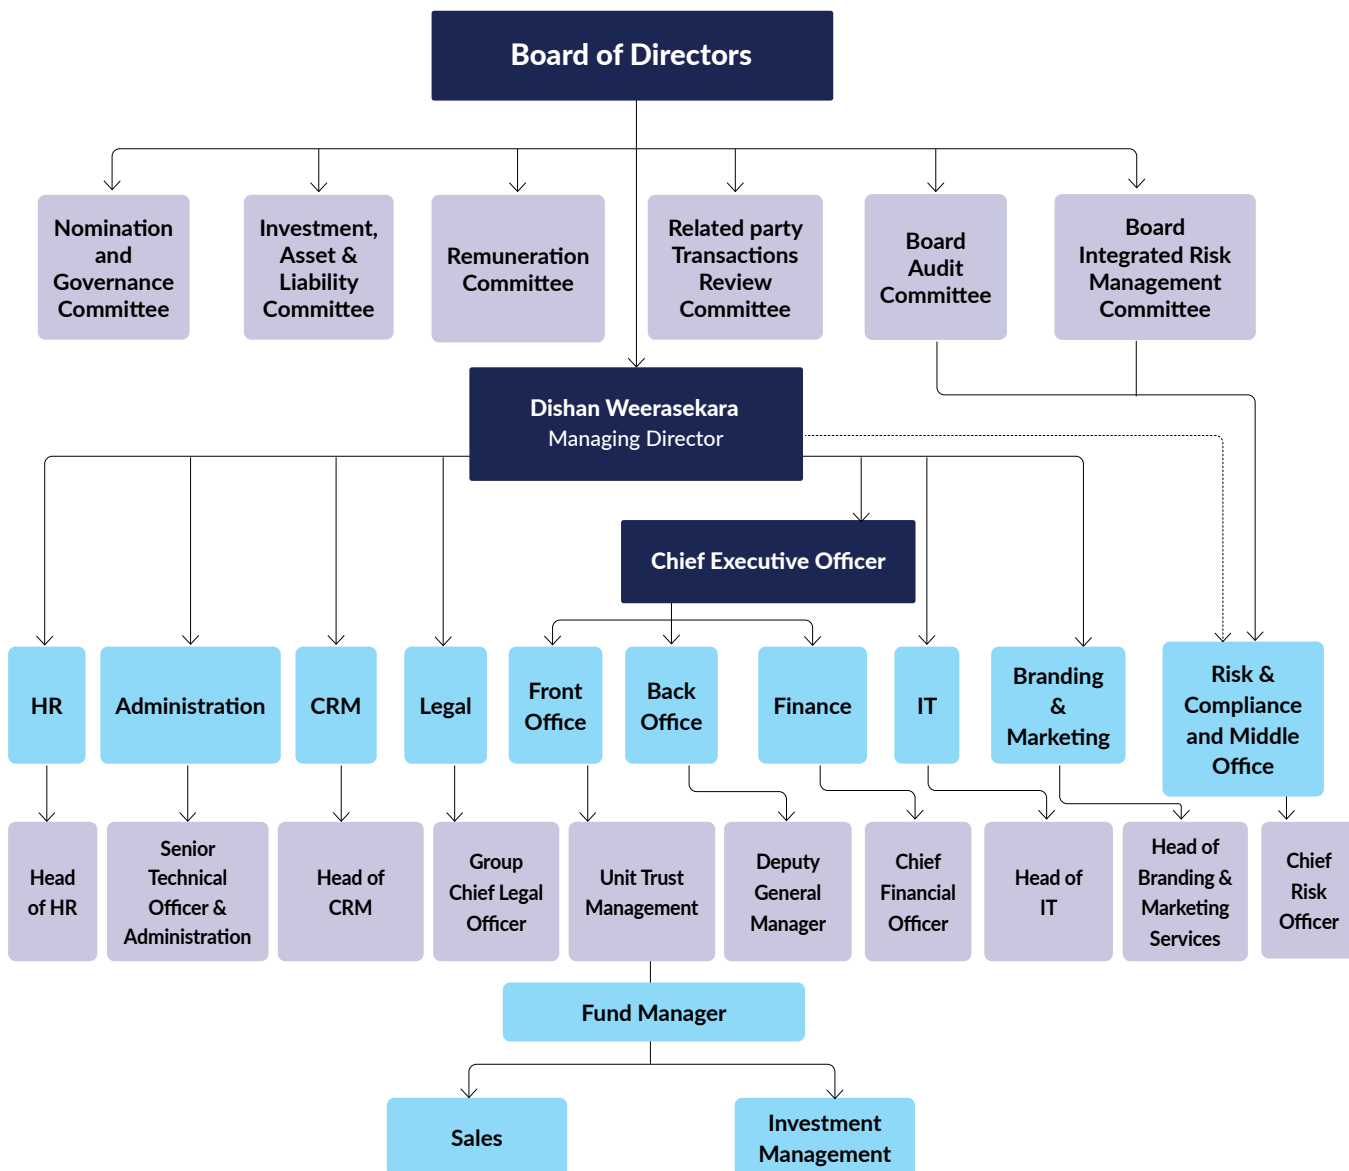 Board of Directors
Nomination
and
Governance
Committee
Investment,
Asset &
Liability
Committee
Remuneration
Committee
Related party
Transactions
Review
Committee
Board
Audit
Committee
Board
Integrated Risk
Management
Committee
Dishan Weerasekara
Managing Director
Chief Executive Officer
HR
Administration
CRM
Legal
Front
Office
Back
Office
Finance
IT
Branding
&
Marketing
Risk &
Compliance
and Middle
Office
Head
of HR
Senior
Technical
Officer &
Administration
Head of
CRM
Group
Chief Legal
Officer
Unit Trust
Management
Deputy
General
Manager
Chief
Financial
Officer
Head of
IT
Head of
Branding &
Marketing
Services
Chief
Risk
Officer
Fund Manager
Sales
Investment
Management